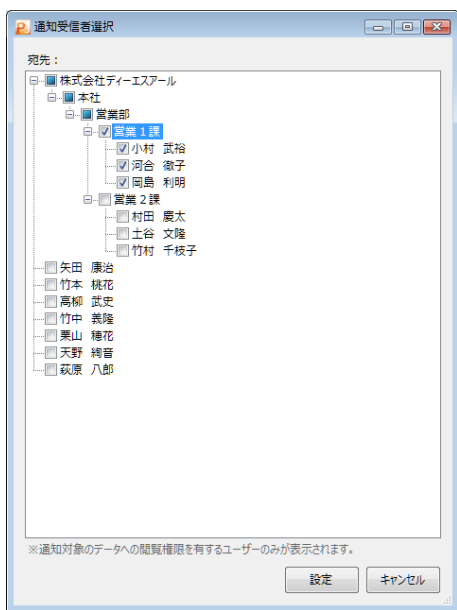 通知受信者選択
宛先：
株式会社ディーエスアール
本社
営業部
営業１課
小村 武裕
河合 徹子
岡島 利明
営業２課
村田 慶太
土谷 文隆
竹村 千枝子
矢田 康治
竹本 桃花
高柳 武史
竹中 義隆
栗山 穂花
天野 絢音
萩原 八郎
※通知対象のデータへの閲覧権限を有するユーザーのみが表示されます。
設定 キャンセル